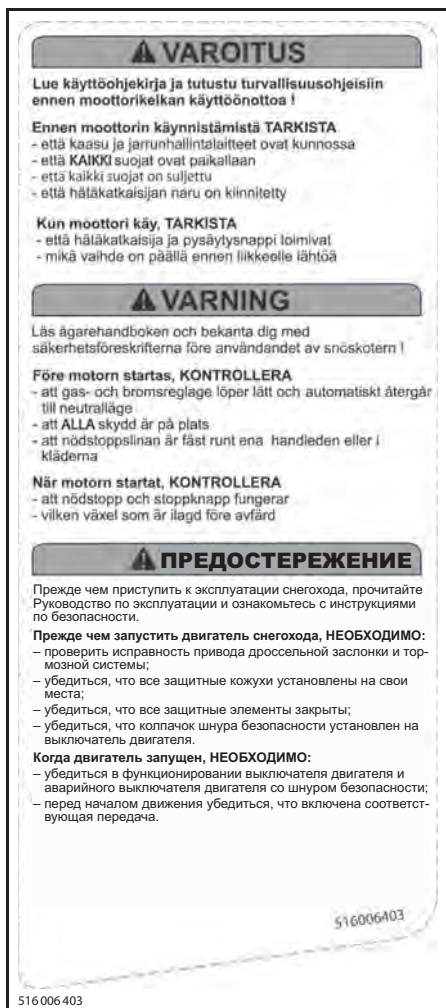 VAROITUS
Lue käyttöohjekirja ja tutustu turvallisuusohjeisiin
ennen moottorikelkan käyttöönottoa !
Ennen moottorin käynnistämistä TARKISTA
- että kaasu ja jarrunhallintalaitteet ovat kunnossa
- että KAIKKI suojat ovat paikallaan
- että kaikki suojat on suljettu
- että hätäkatkaisijan naru on kiinnitetty
Kun moottori käy, TARKISTA
- että hätäkatkaisija ja pysäytysnappi toimivat
- mikä vaihde on päällä ennen liikkeelle lähtöä
VARNING
Läs ägarehandboken och bekanta dig med
säkerhetsföreskrifterna före användandet av snöskotern !
Före motorn startas, KONTROLLERA
- att gas- och bromsreglage löper lätt och automatiskt återgår
till neutralläge
- att ALLA skydd är på plats
- att nödstoppslinan är fäst runt ena handleden eller i
kläderna
När motorn startat, KONTROLLERA
- att nödstopp och stoppknapp fungerar
- vilken växel som är ilagd före avfärd
ПРЕДОСТЕРЕЖЕНИЕ
Прежде чем приступить к эксплуатации снегохода, прочитайте
Руководство по эксплуатации и ознакомьтесь с инструкциями
по безопасности.
Прежде чем запустить двигатель снегохода, НЕОБХОДИМО:
– проверить исправность привода дроссельной заслонки и тор-
мозной системы;
– убедиться, что все защитные кожухи установлены на свои
места;
– убедиться, что все защитные элементы закрыты;
– убедиться, что колпачок шнура безопасности установлен на
выключатель двигателя.
Когда двигатель запущен, НЕОБХОДИМО:
– убедиться в функционировании выключателя двигателя и
аварийного выключателя двигателя со шнуром безопасности;
– перед началом движения убедиться, что включена соответст-
вующая передача.
516006403
516 006 403